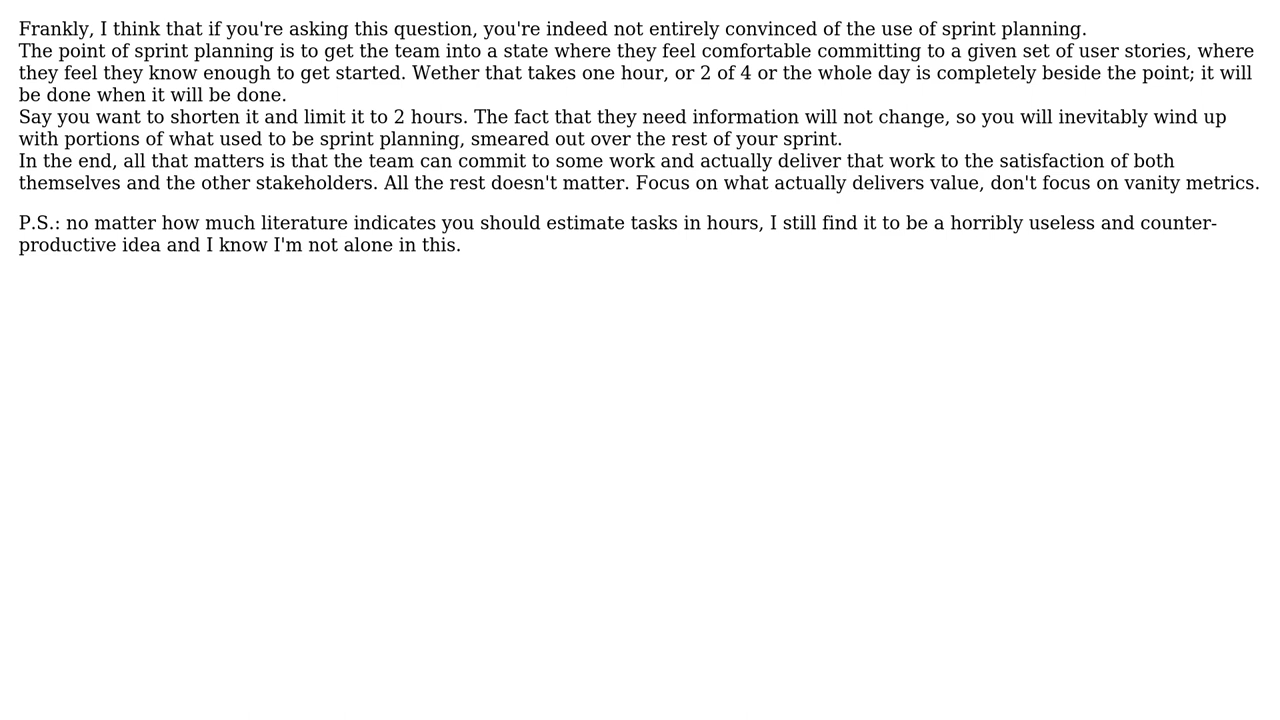 Frankly, I think that if you're asking this question, you're indeed not entirely convinced of the use of sprint planning.
The point of sprint planning is to get the team into a state where they feel comfortable committing to a given set of user stories, where
they feel they know enough to get started. Wether that takes one hour, or 2 of 4 or the whole day is completely beside the point; it will
be done when it will be done.
Say you want to shorten it and limit it to 2 hours. The fact that they need information will not change, so you will inevitably wind up
with portions of what used to be sprint planning, smeared out over the rest of your sprint.
In the end, all that matters is that the team can commit to some work and actually deliver that work to the satisfaction of both
themselves and the other stakeholders. All the rest doesn't matter. Focus on what actually delivers value, don't focus on vanity metrics.
P.S.: no matter how much literature indicates you should estimate tasks in hours, I still find it to be a horribly useless and counter-
productive idea and I know I'm not alone in this.